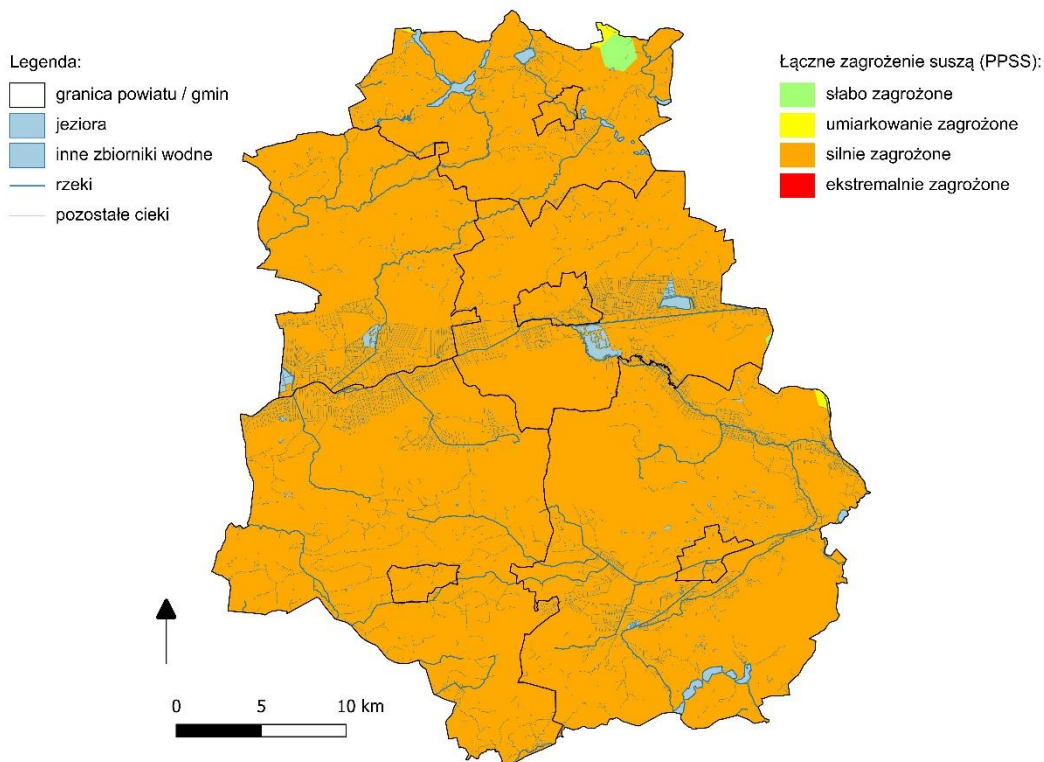 Legenda:
granica powiatu / gmin
jeziora
inne zbiorniki wodne
rzeki
pozostałe cieki
Łączne zagrożenie suszą (PPSS):
słabo zagrożone
umiarkowanie zagrożone
silnie zagrożone
ekstremalnie zagrożone
0 5 10 km